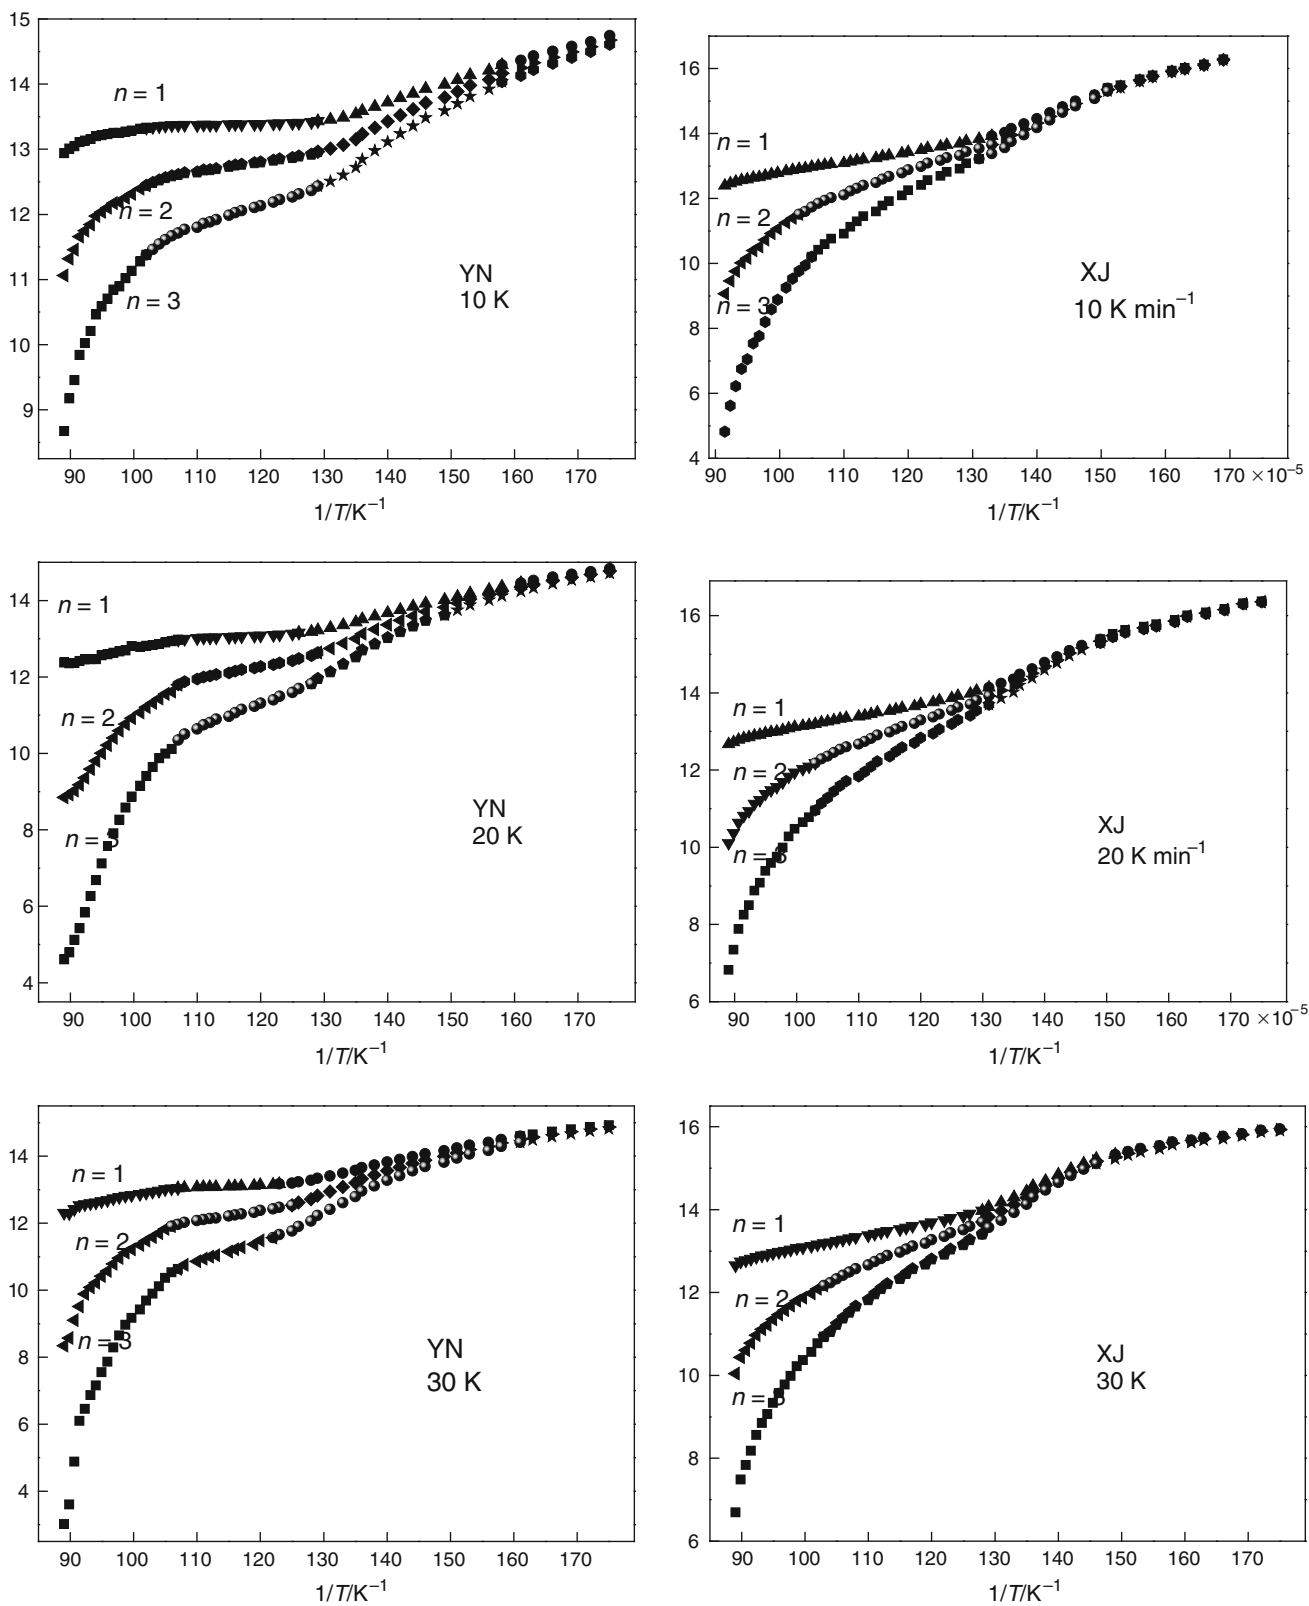 15
14
13
12
11
10
9
n = 1
n = 2
n = 3
YN
10 K
90 100 110 120 130 140 150 160 170
1/T/K⁻¹
16
14
12
10
8
6
4
n = 1
n = 2
n = 3
XJ
10 K min⁻¹
90 100 110 120 130 140 150 160 170 ×10⁻⁵
1/T/K⁻¹
14
12
10
8
6
4
n = 1
n = 2
n = 3
YN
20 K
90 100 110 120 130 140 150 160 170
1/T/K⁻¹
16
14
12
10
8
6
n = 1
n = 2
n = 3
XJ
20 K min⁻¹
90 100 110 120 130 140 150 160 170 ×10⁻⁵
1/T/K⁻¹
14
12
10
8
6
4
n = 1
n = 2
n = 3
YN
30 K
90 100 110 120 130 140 150 160 170
1/T/K⁻¹
16
14
12
10
8
6
n = 1
n = 2
n = 3
XJ
30 K
90 100 110 120 130 140 150 160 170
1/T/K⁻¹